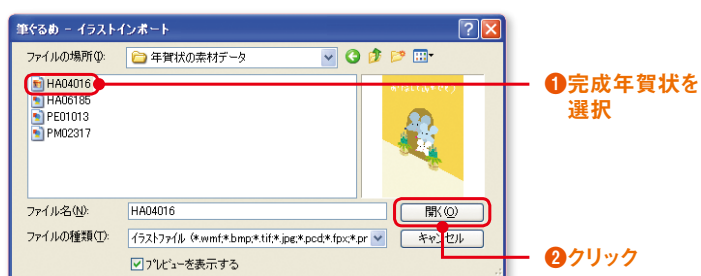 筆ぐるめ - イラストインポート
ファイルの場所(I):
年賀状の素材データ
HA04016
HA06185
PE01013
PM02317
ファイル名(N):
HA04016
開く(O)
ファイルの種類(T):
イラストファイル (*.wmf;*.bmp;*.tif;*.jpg;*.pcd;*.fpx;*.pr
キャンセル
プレビューを表示する
❶完成年賀状を
選択
❷クリック